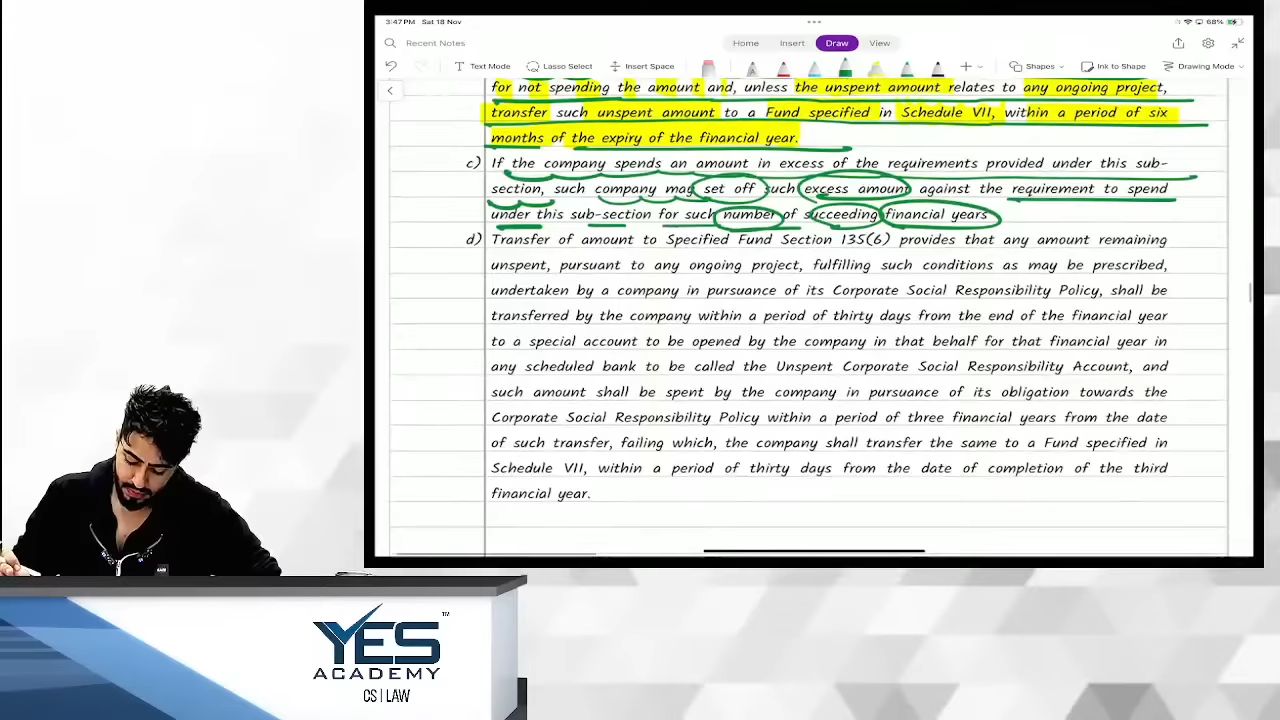 3:47 PM Sat 18 Nov
68%
Recent Notes
Home Insert Draw View
Text Mode Lasso Select Insert Space Shapes Ink to Shape Drawing Mode
for not spending the amount and, unless the unspent amount relates to any ongoing project,
transfer such unspent amount to a Fund specified in Schedule VII, within a period of six
months of the expiry of the financial year.
c) If the company spends an amount in excess of the requirements provided under this sub-
section, such company may set off such excess amount against the requirement to spend
under this sub-section for such number of succeeding financial years
d) Transfer of amount to Specified Fund Section 135(6) provides that any amount remaining
unspent, pursuant to any ongoing project, fulfilling such conditions as may be prescribed,
undertaken by a company in pursuance of its Corporate Social Responsibility Policy, shall be
transferred by the company within a period of thirty days from the end of the financial year
to a special account to be opened by the company in that behalf for that financial year in
any scheduled bank to be called the Unspent Corporate Social Responsibility Account, and
such amount shall be spent by the company in pursuance of its obligation towards the
Corporate Social Responsibility Policy within a period of three financial years from the date
of such transfer, failing which, the company shall transfer the same to a Fund specified in
Schedule VII, within a period of thirty days from the date of completion of the third
financial year.
YES TM
ACADEMY
CS | LAW